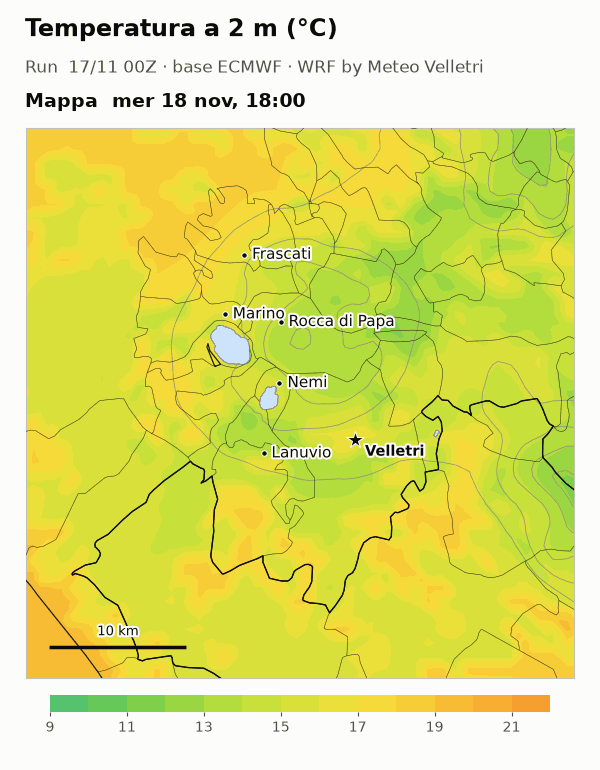 Temperatura a 2 m (°C)
Run  17/11 00Z · base ECMWF · WRF by Meteo Velletri
Mappa  mer 18 nov, 18:00
Frascati
Marino
Rocca di Papa
Nemi
Velletri
Lanuvio
10 km
9 11 13 15 17 19 21